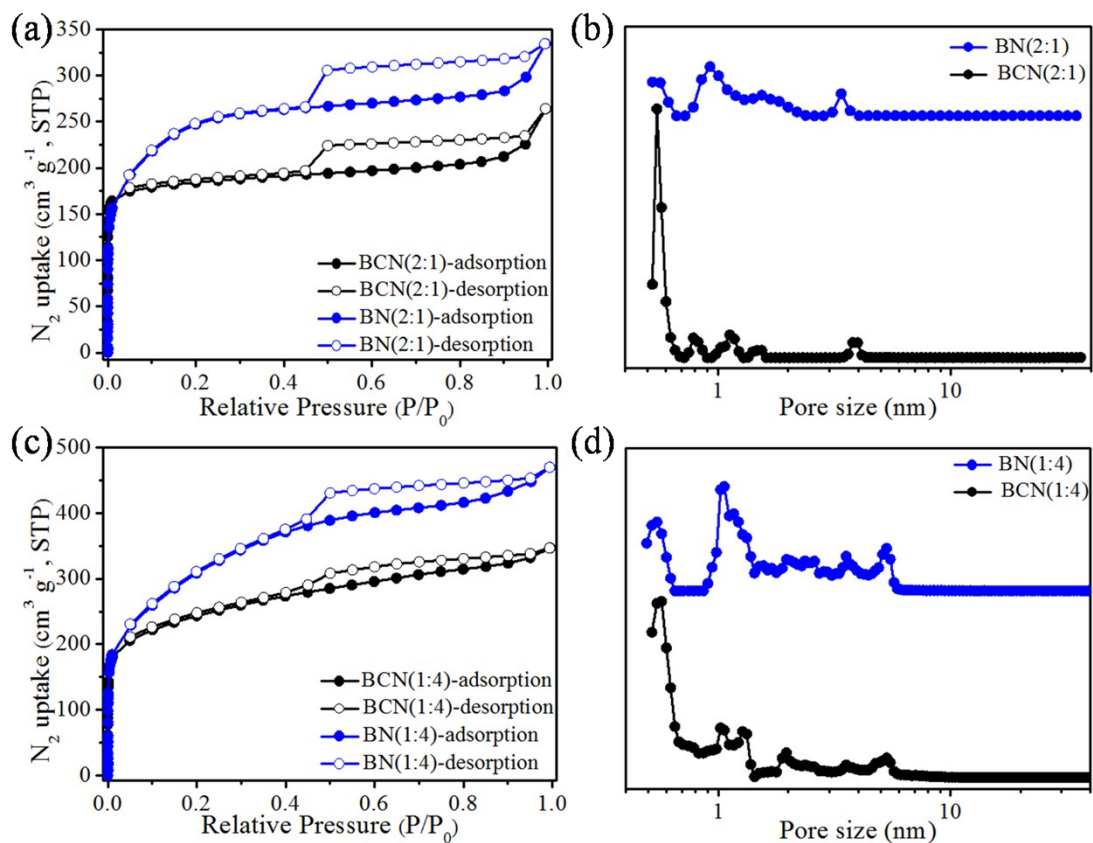 (a)
350
300
250
200
150
100
50
0
N₂ uptake (cm³ g⁻¹, STP)
BCN(2:1)-adsorption
BCN(2:1)-desorption
BN(2:1)-adsorption
BN(2:1)-desorption
0.0 0.2 0.4 0.6 0.8 1.0
Relative Pressure (P/P₀)
(b)
BN(2:1)
BCN(2:1)
1 10
Pore size (nm)
(c)
500
400
300
200
100
0
N₂ uptake (cm³ g⁻¹, STP)
BCN(1:4)-adsorption
BCN(1:4)-desorption
BN(1:4)-adsorption
BN(1:4)-desorption
0.0 0.2 0.4 0.6 0.8 1.0
Relative Pressure (P/P₀)
(d)
BN(1:4)
BCN(1:4)
1 10
Pore size (nm)